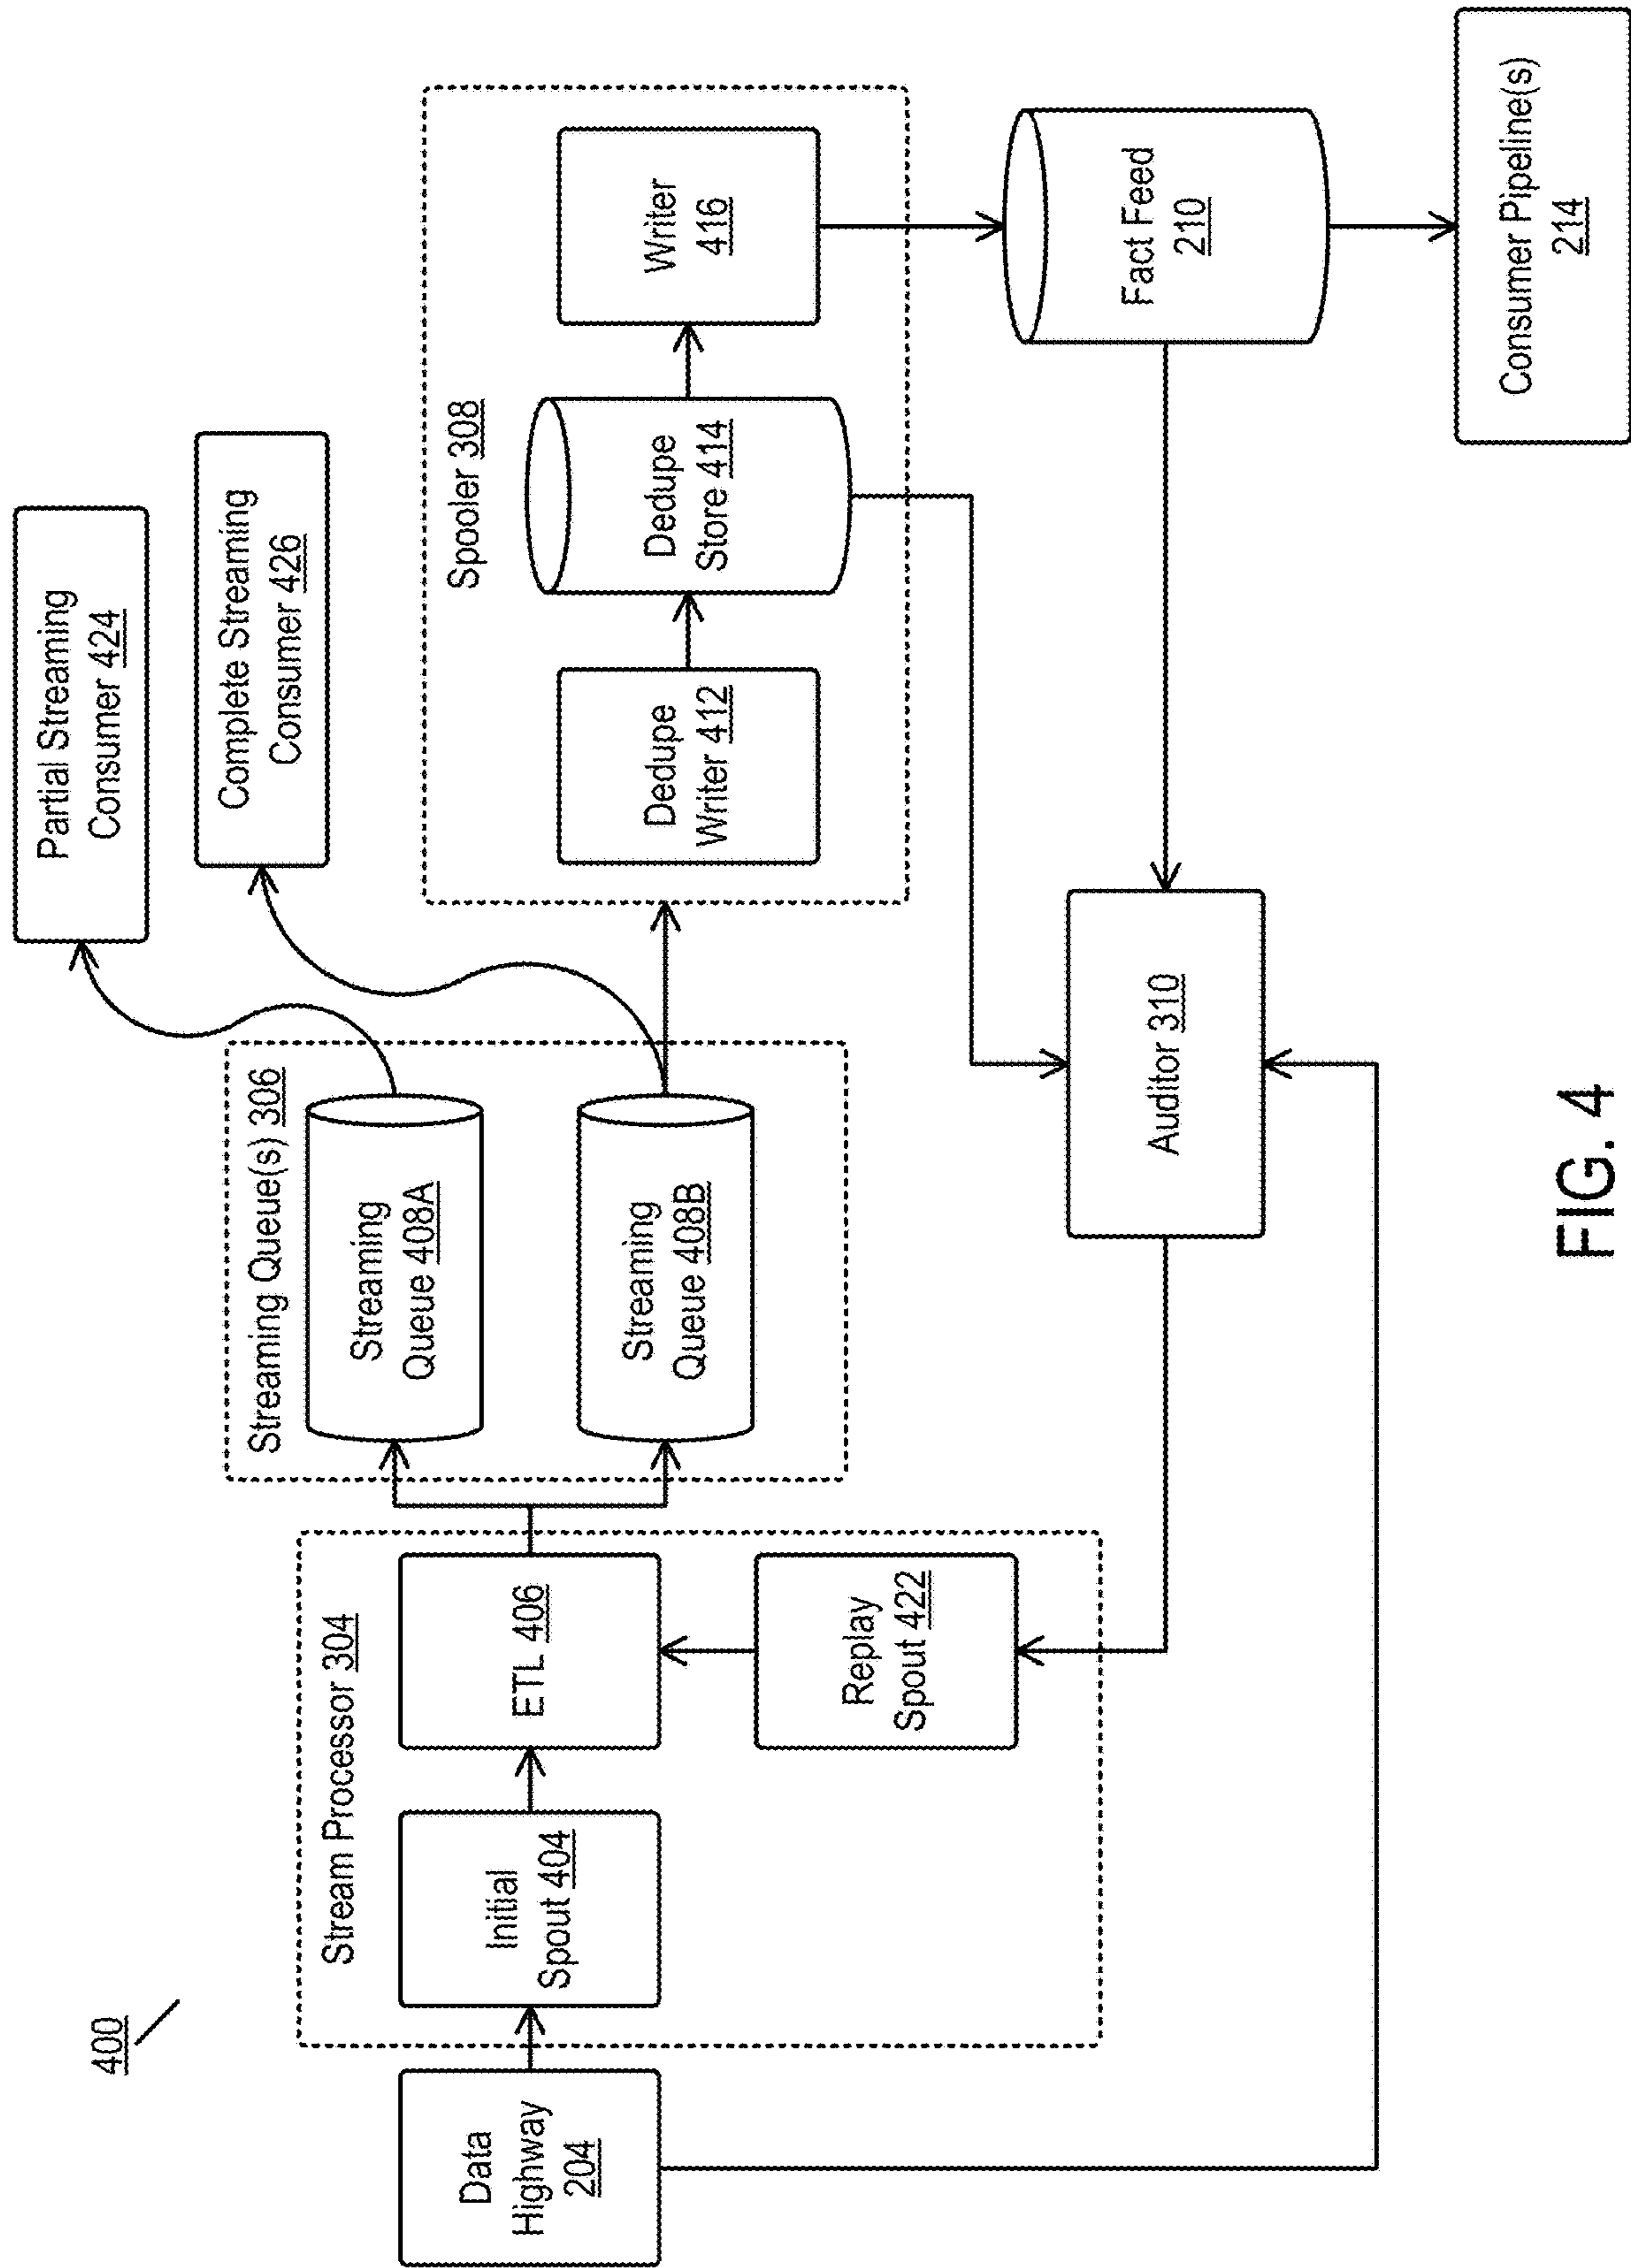 400
Data
Highway
204
Stream Processor 304
Initial
Spout 404
ETL 406
Replay
Spout 422
Streaming Queue(s) 306
Streaming
Queue 408A
Streaming
Queue 408B
Partial Streaming
Consumer 424
Complete Streaming
Consumer 426
Spooler 308
Dedupe
Writer 412
Dedupe
Store 414
Writer
416
Auditor 310
Fact Feed
210
Consumer Pipeline(s)
214
FIG. 4